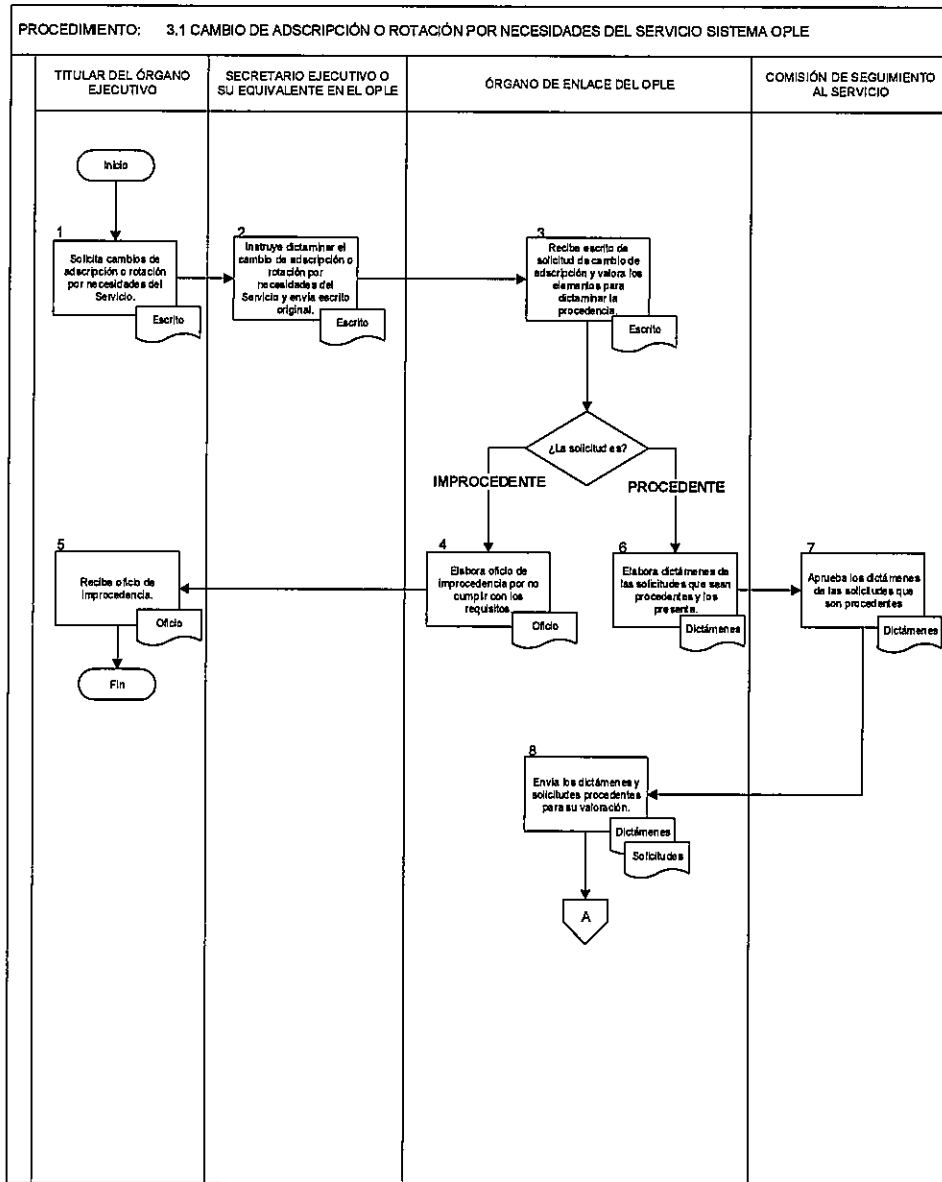 PROCEDIMIENTO: 3.1 CAMBIO DE ADSCRIPCIÓN O ROTACIÓN POR NECESIDADES DEL SERVICIO SISTEMA OPLE
TITULAR DEL ÓRGANO
EJECUTIVO
SECRETARIO EJECUTIVO O
SU EQUIVALENTE EN EL OPLE
ÓRGANO DE ENLACE DEL OPLE
COMISIÓN DE SEGUIMIENTO
AL SERVICIO
Inicio
1
Solicita cambios de
adscripción o rotación
por necesidades del
Servicio.
Escrito
2
Instruye dictaminar el
cambio de adscripción o
rotación por
necesidades del
Servicio y envía escrito
original.
Escrito
3
Recibe escrito de
solicitud de cambio de
adscripción y valora los
elementos para
dictaminar la
procedencia.
Escrito
¿La solicitud es?
IMPROCEDENTE
PROCEDENTE
4
Elabora oficio de
improcedencia por no
cumplir con los
requisitos.
Oficio
5
Recibe oficio de
improcedencia.
Oficio
Fin
6
Elabora dictámenes de
las solicitudes que sean
procedentes y los
presenta.
Dictámenes
7
Aprueba los dictámenes
de las solicitudes que
son procedentes
Dictámenes
8
Envía los dictámenes y
solicitudes procedentes
para su valoración.
Dictámenes
Solicitudes
A